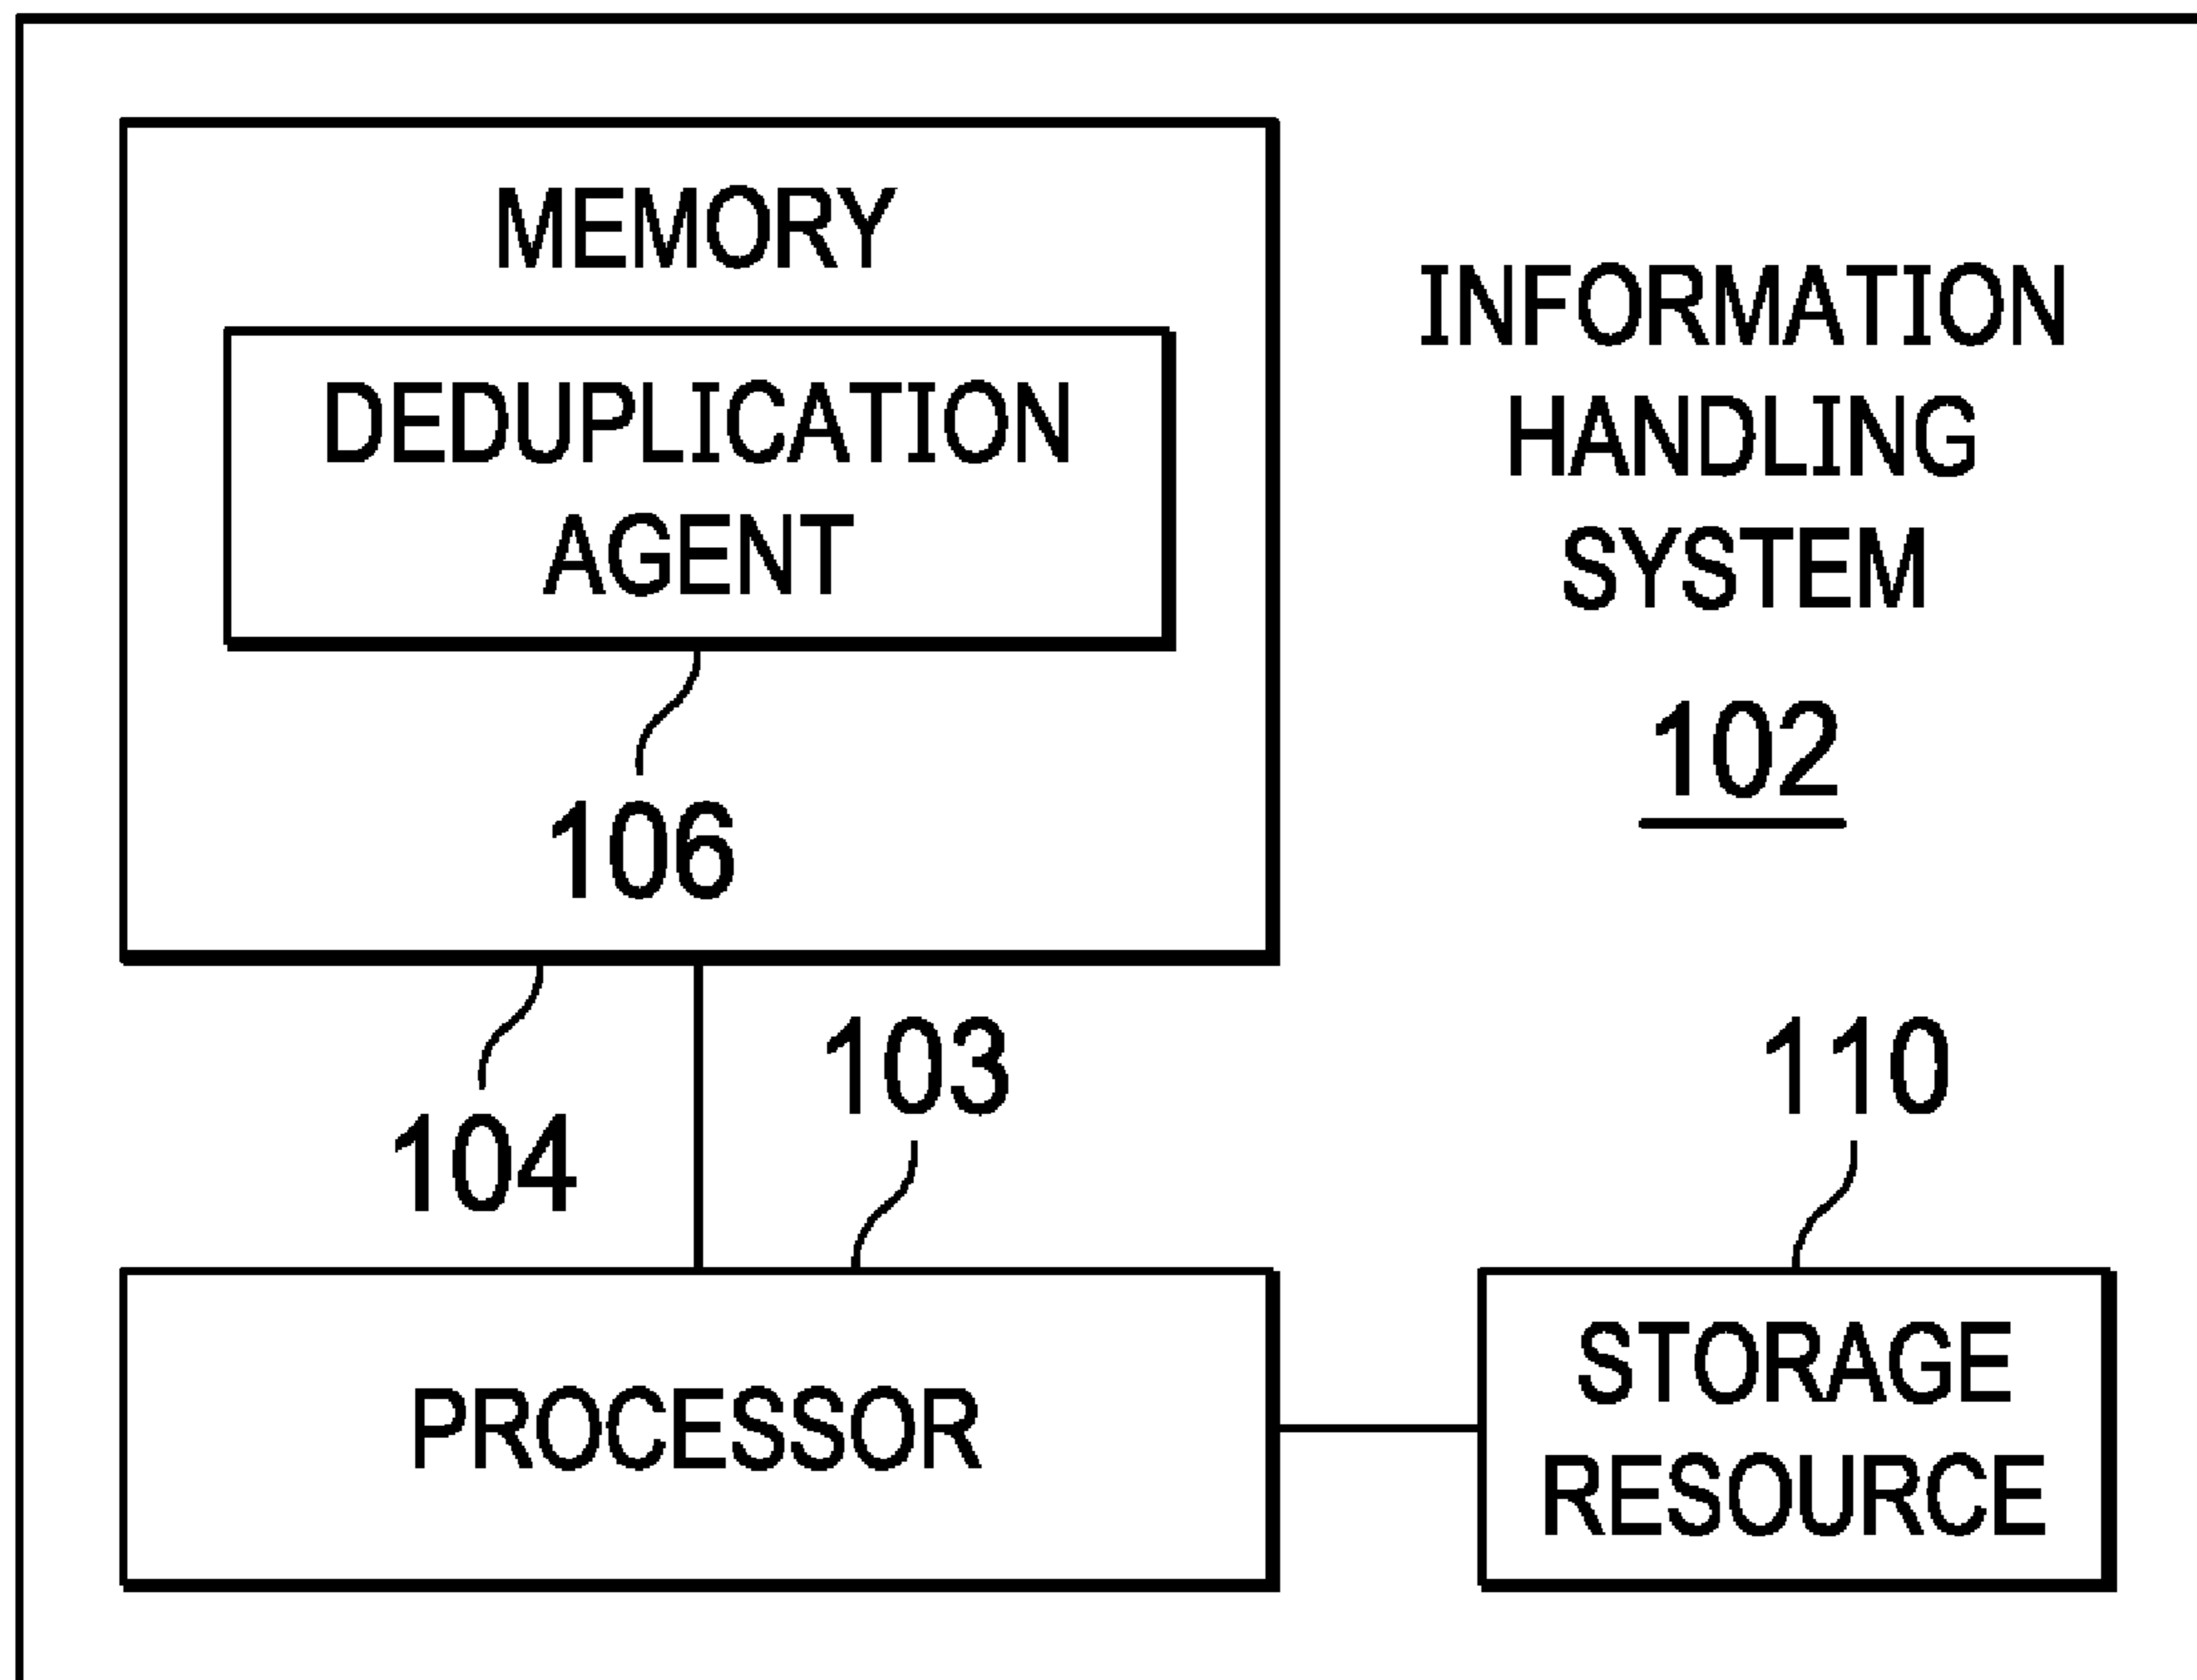 MEMORY
DEDUPLICATION
AGENT
106
INFORMATION
HANDLING
SYSTEM
102
104
103
110
PROCESSOR
STORAGE
RESOURCE